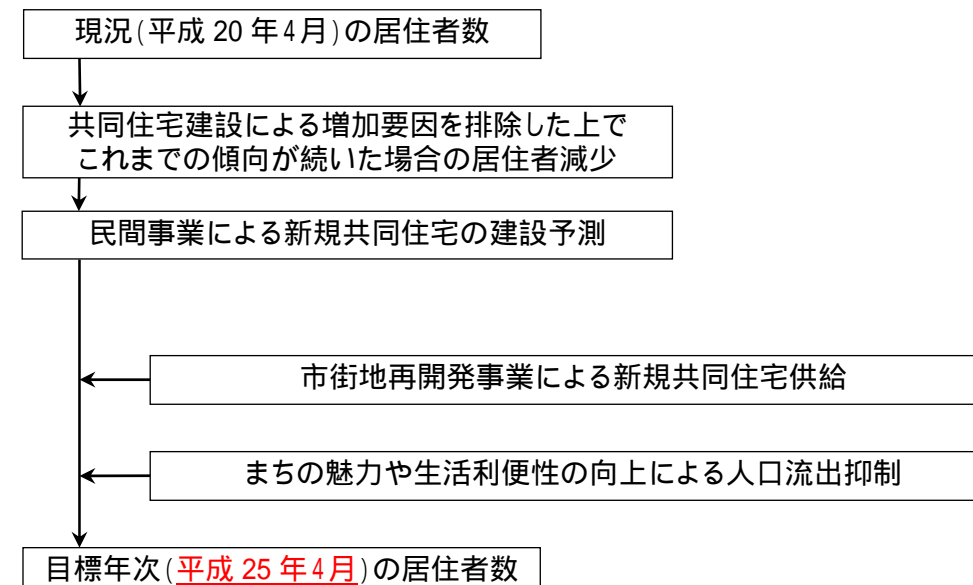 現況(平成 20 年4月)の居住者数
共同住宅建設による増加要因を排除した上で
これまでの傾向が続いた場合の居住者減少
民間事業による新規共同住宅の建設予測
市街地再開発事業による新規共同住宅供給
まちの魅力や生活利便性の向上による人口流出抑制
目標年次(平成 25 年4月)の居住者数